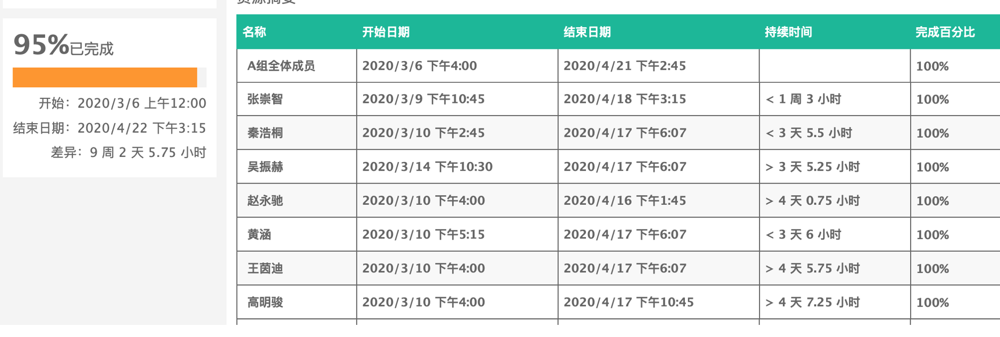 95%已完成
开始：2020/3/6 上午12:00
结束日期：2020/4/22 下午3:15
差异：9 周 2 天 5.75 小时
资源摘要
名称 开始日期 结束日期 持续时间 完成百分比
A组全体成员 2020/3/6 下午4:00 2020/4/21 下午2:45 100%
张崇智 2020/3/9 下午10:45 2020/4/18 下午3:15 < 1 周 3 小时 100%
秦浩桐 2020/3/10 下午2:45 2020/4/17 下午6:07 < 3 天 5.5 小时 100%
吴振赫 2020/3/14 下午10:30 2020/4/17 下午6:07 > 3 天 5.25 小时 100%
赵永驰 2020/3/10 下午4:00 2020/4/16 下午1:45 > 4 天 0.75 小时 100%
黄涵 2020/3/10 下午5:15 2020/4/17 下午6:07 < 3 天 6 小时 100%
王茵迪 2020/3/10 下午4:00 2020/4/17 下午6:07 > 4 天 5.75 小时 100%
高明骏 2020/3/10 下午4:00 2020/4/17 下午10:45 > 4 天 7.25 小时 100%